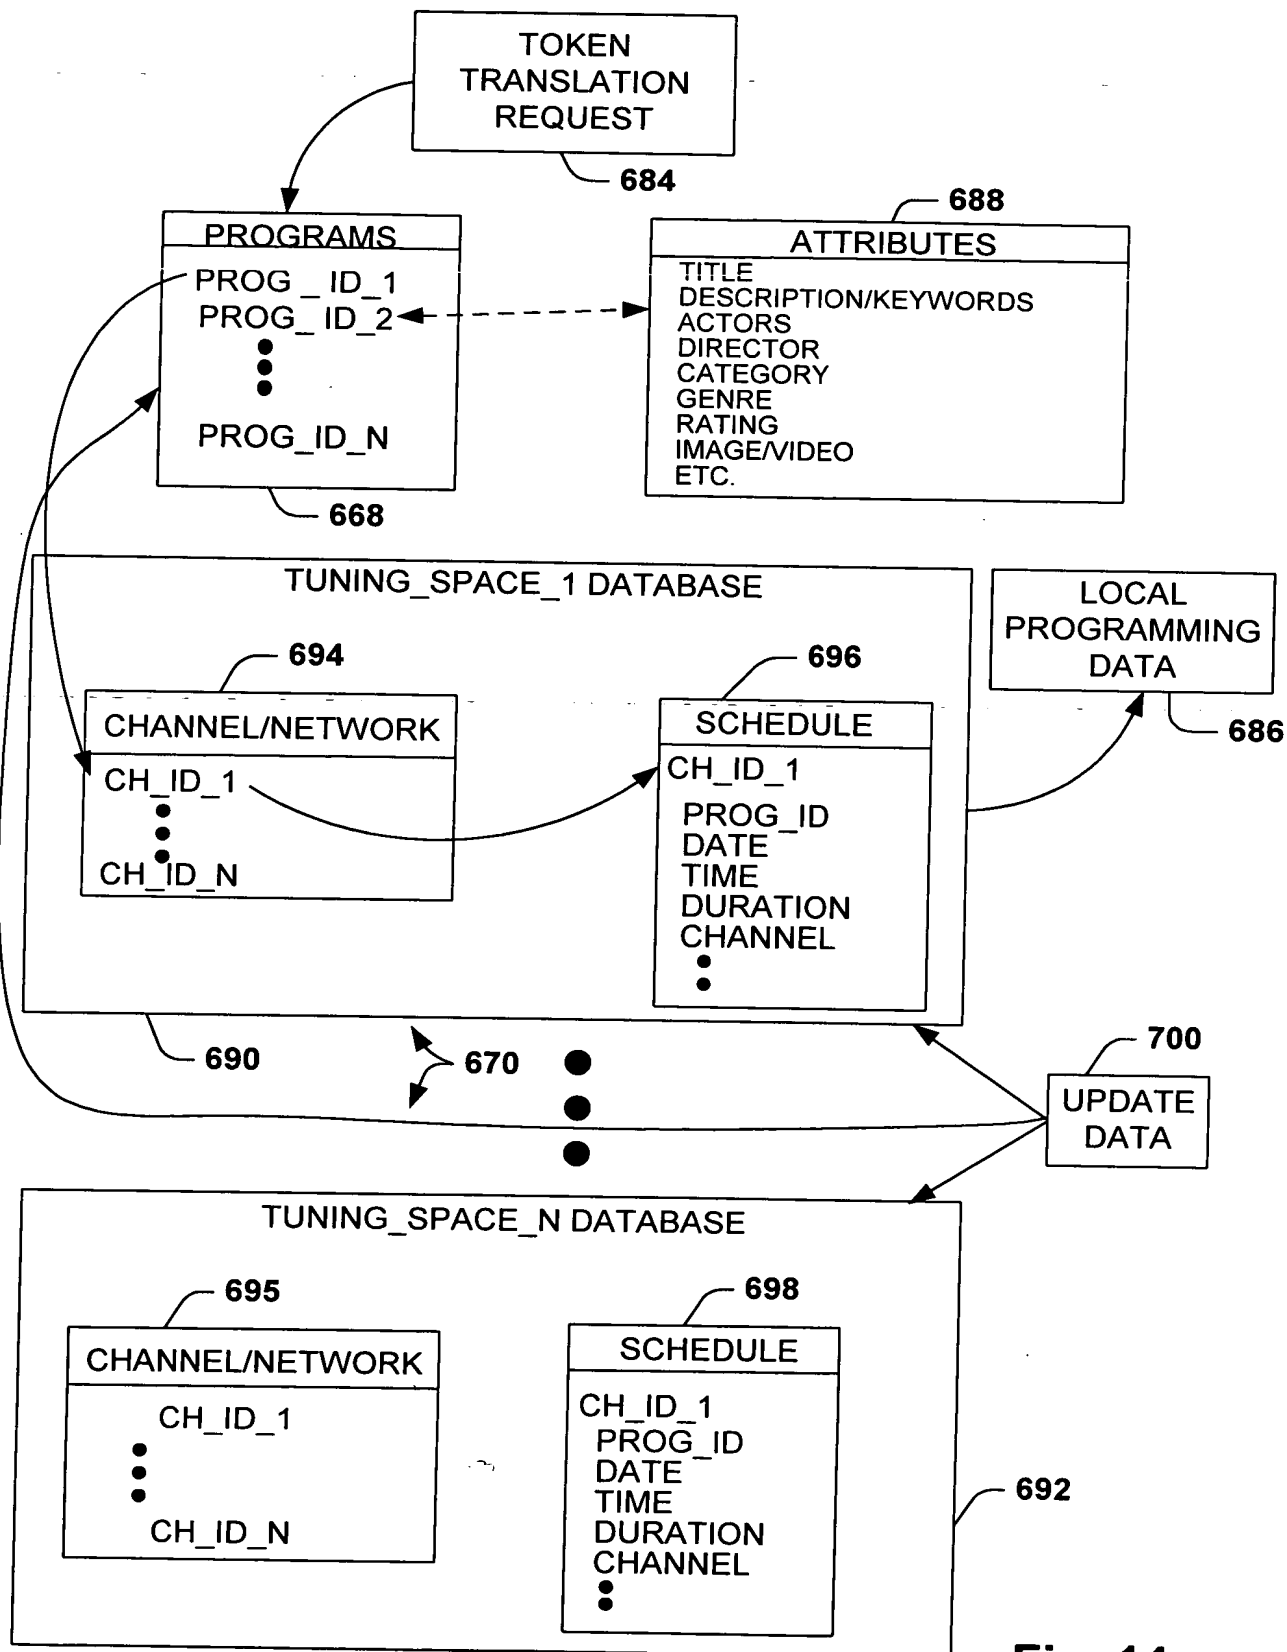 TOKEN
TRANSLATION
REQUEST
684
PROGRAMS
PROG _ ID_1
PROG_ ID_2
PROG_ID_N
668
688
ATTRIBUTES
TITLE
DESCRIPTION/KEYWORDS
ACTORS
DIRECTOR
CATEGORY
GENRE
RATING
IMAGE/VIDEO
ETC.
TUNING_SPACE_1 DATABASE
694
CHANNEL/NETWORK
CH_ID_1
CH_ID_N
696
SCHEDULE
CH_ID_1
PROG_ID
DATE
TIME
DURATION
CHANNEL
LOCAL
PROGRAMMING
DATA
686
690
670
700
UPDATE
DATA
TUNING_SPACE_N DATABASE
695
CHANNEL/NETWORK
CH_ID_1
CH_ID_N
698
SCHEDULE
CH_ID_1
PROG_ID
DATE
TIME
DURATION
CHANNEL
692